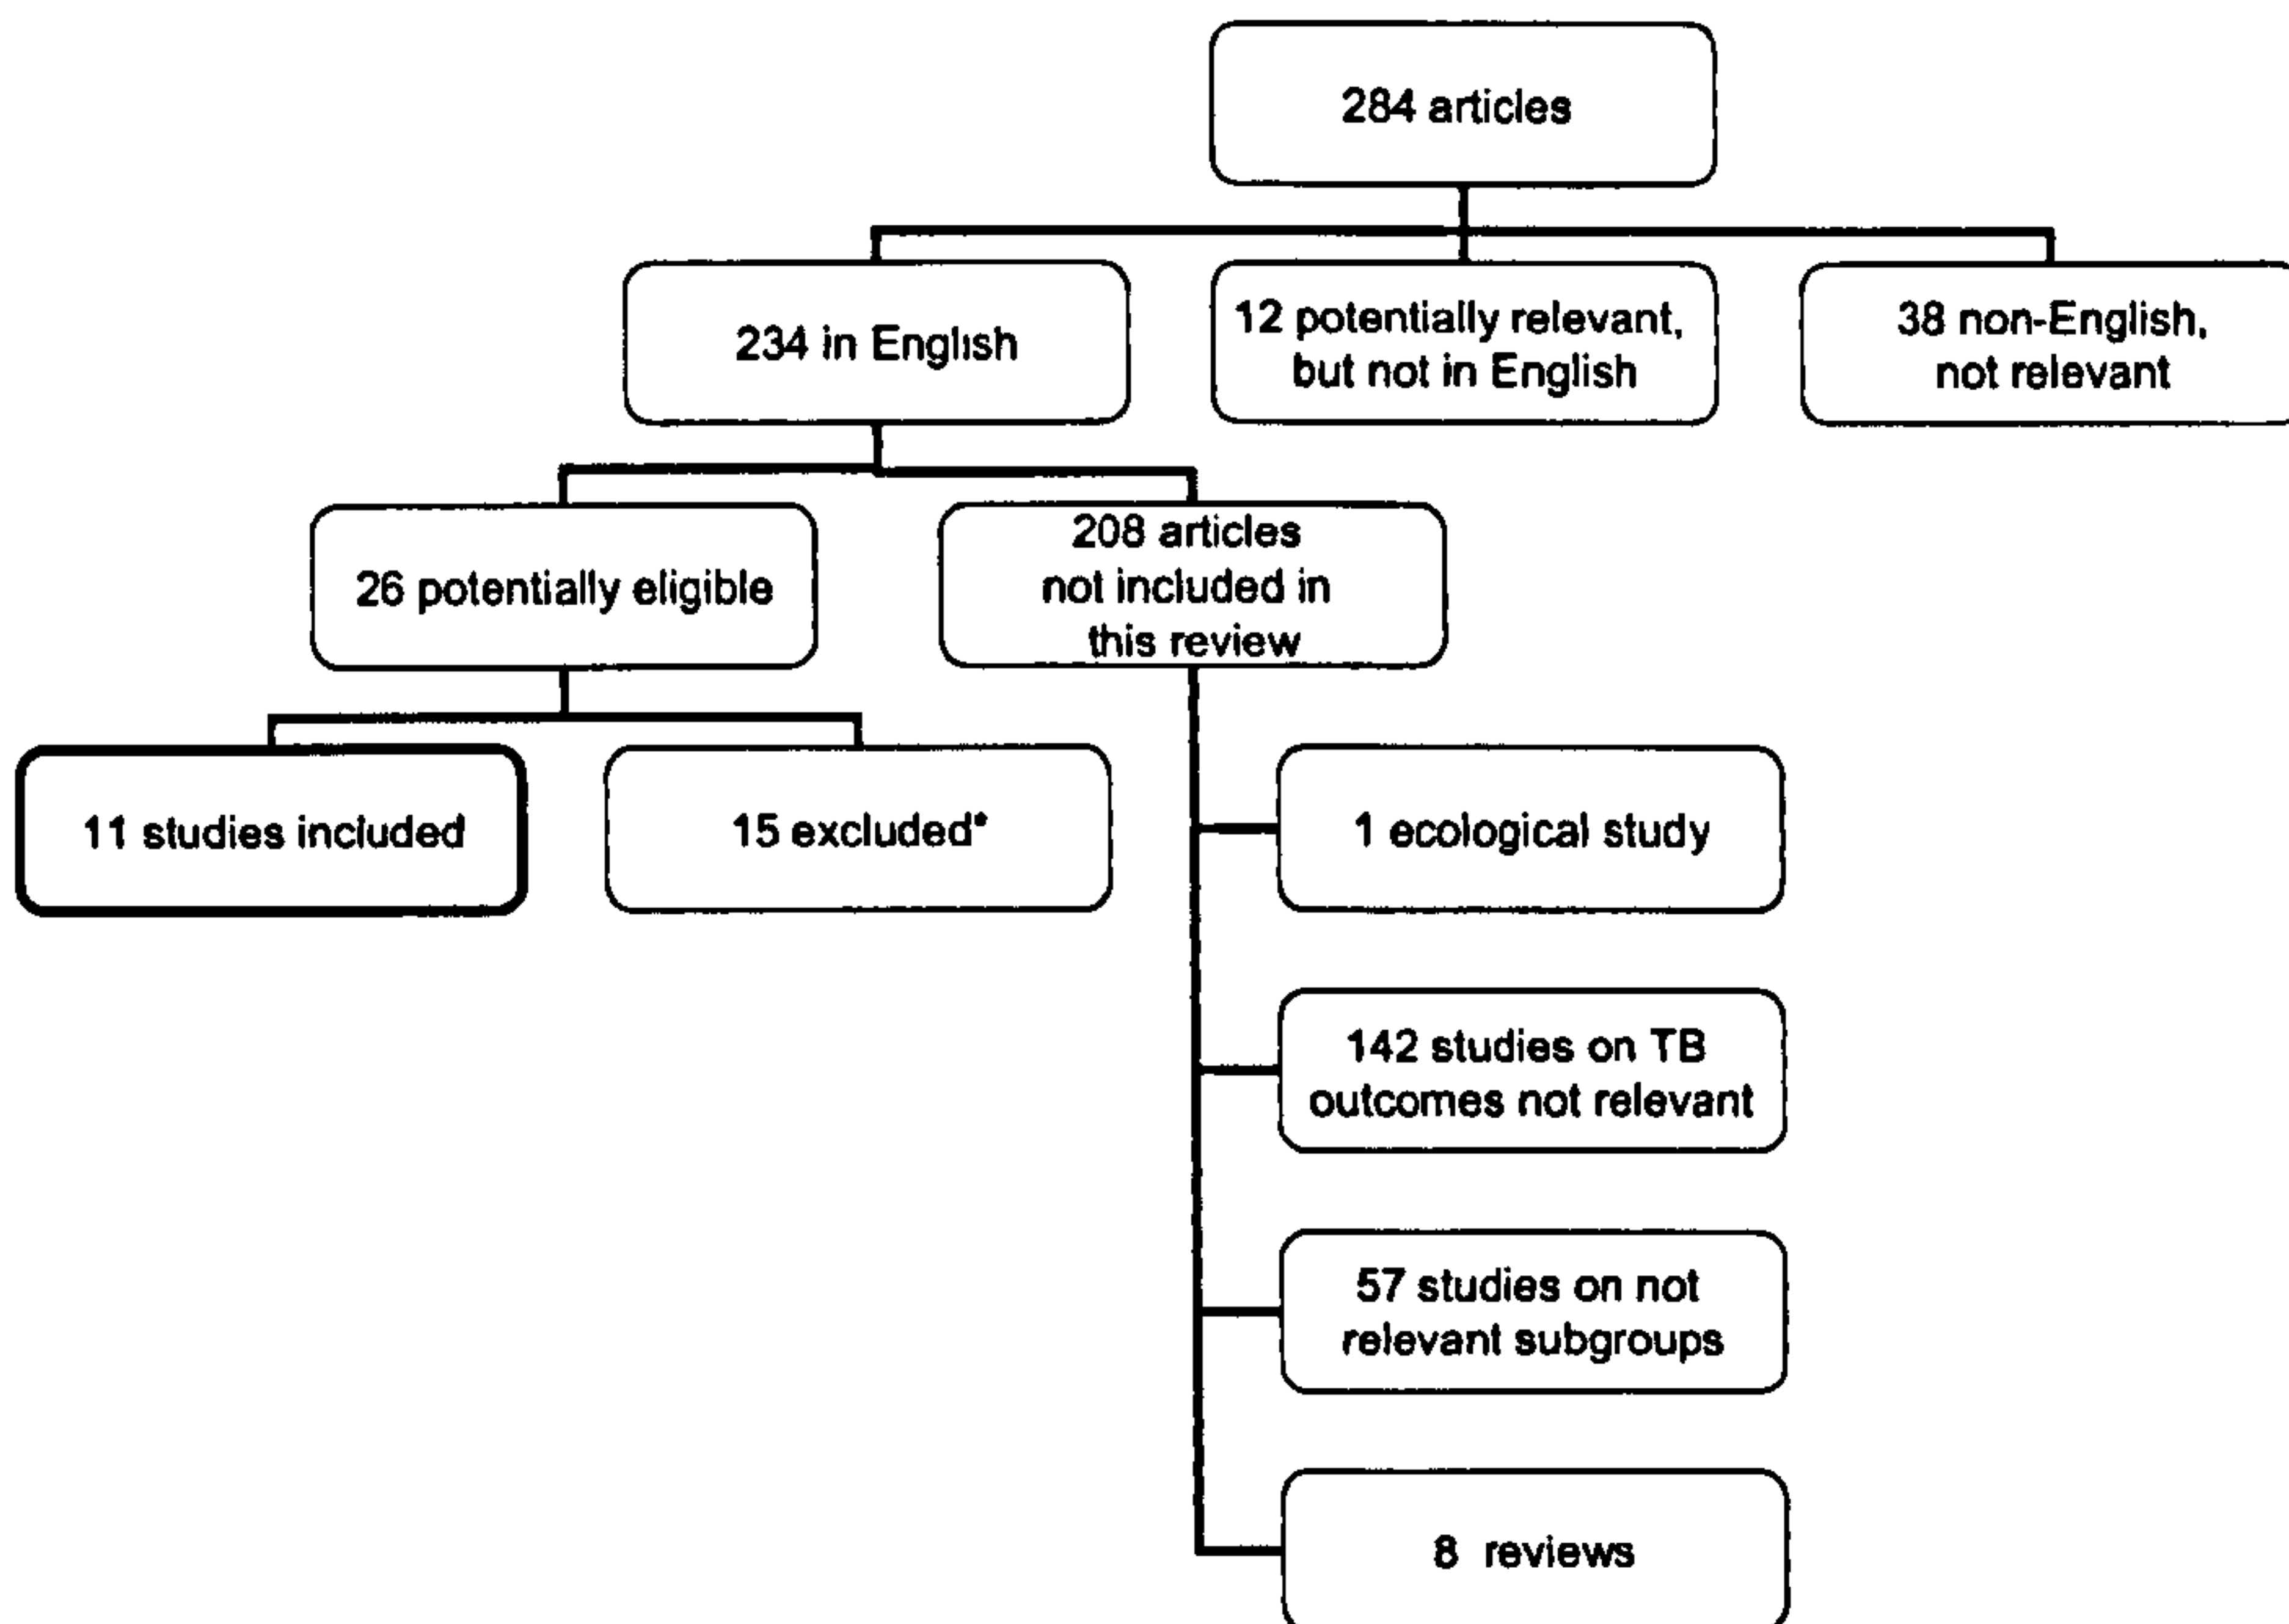 284 articles
234 in English
12 potentially relevant,
but not in English
38 non-English,
not relevant
26 potentially eligible
208 articles
not included in
this review
11 studies included
15 excluded*
1 ecological study
142 studies on TB
outcomes not relevant
57 studies on not
relevant subgroups
8 reviews